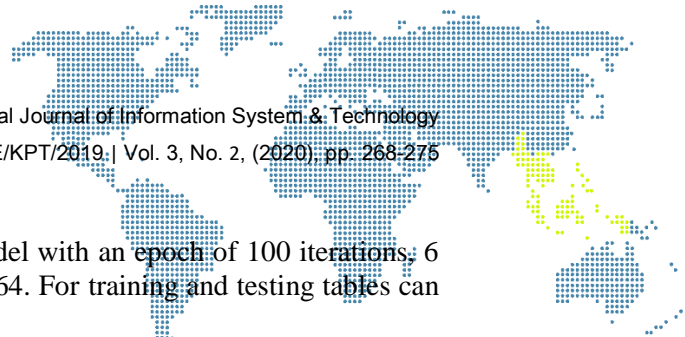 al Journal of Information System & Technology
E/KPT/2019 | Vol. 3, No. 2, (2020), pp. 268-275
del with an epoch of 100 iterations, 6
64. For training and testing tables can